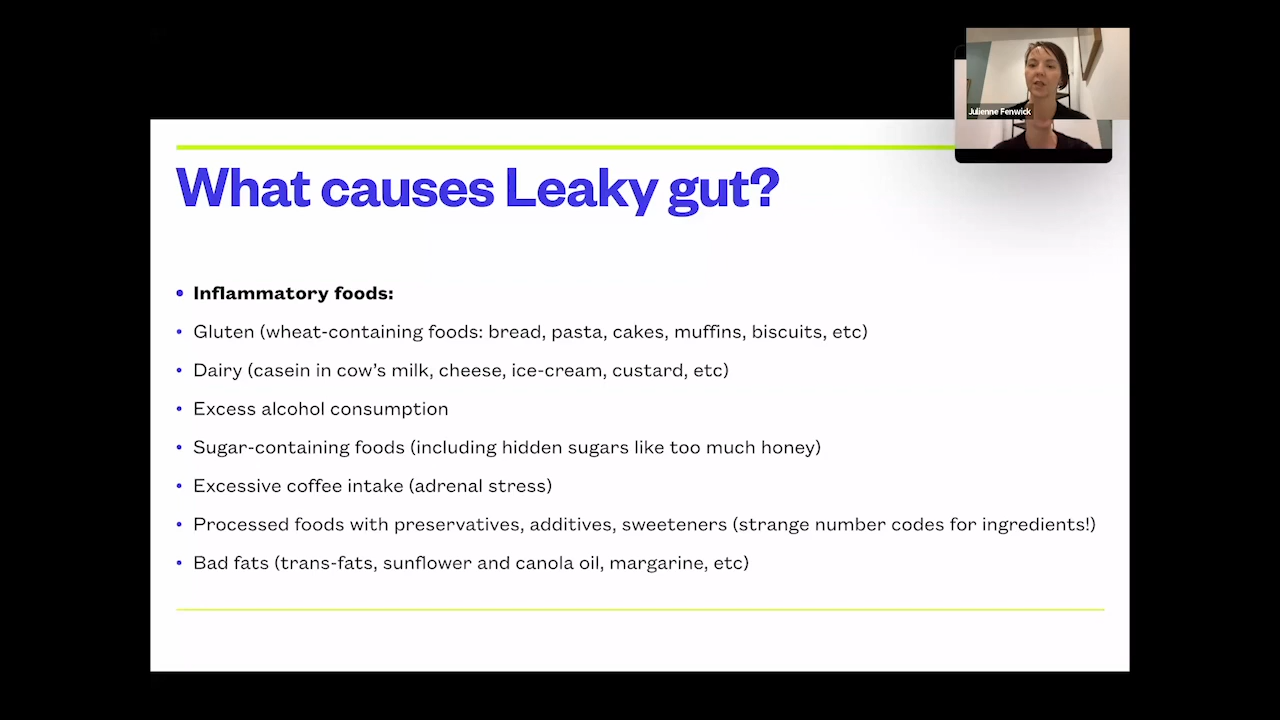 Julienne Fenwick
What causes Leaky gut?
• Inflammatory foods:
• Gluten (wheat-containing foods: bread, pasta, cakes, muffins, biscuits, etc)
• Dairy (casein in cow’s milk, cheese, ice-cream, custard, etc)
• Excess alcohol consumption
• Sugar-containing foods (including hidden sugars like too much honey)
• Excessive coffee intake (adrenal stress)
• Processed foods with preservatives, additives, sweeteners (strange number codes for ingredients!)
• Bad fats (trans-fats, sunflower and canola oil, margarine, etc)